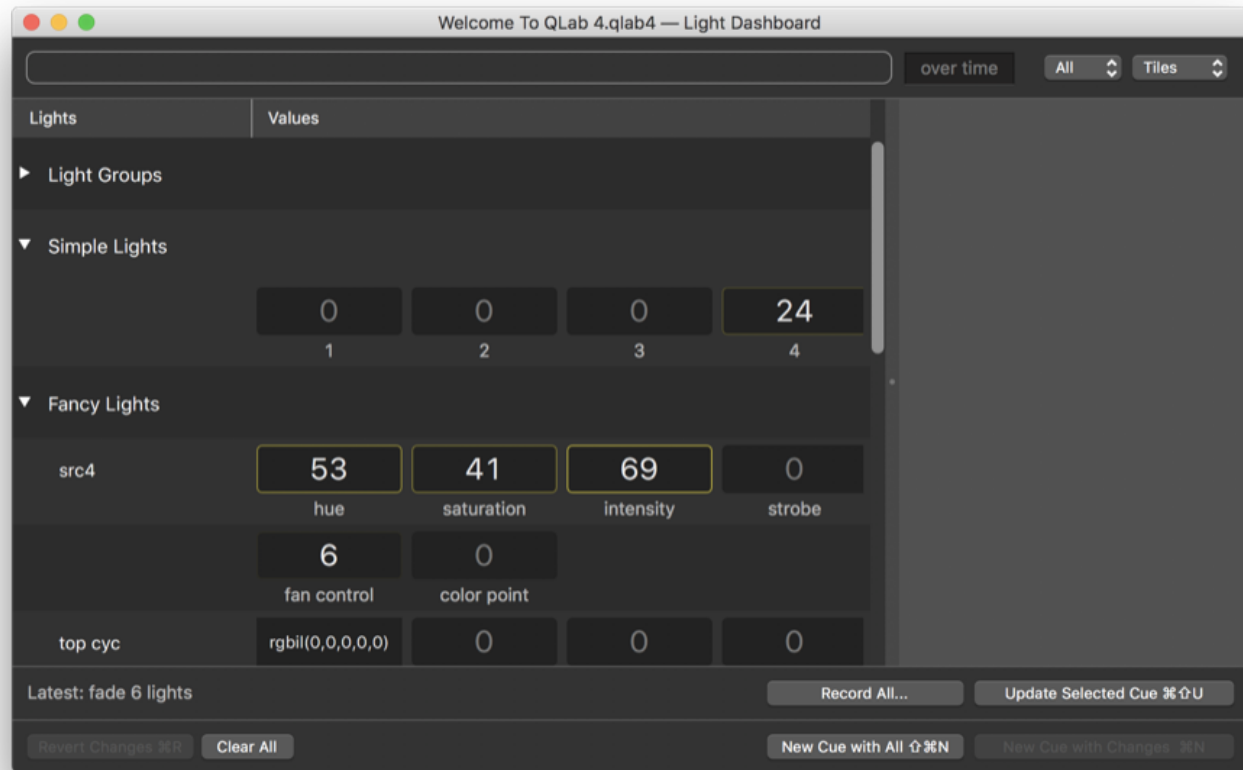 Welcome To QLab 4.qlab4 — Light Dashboard
over time All Tiles
Lights Values
Light Groups
Simple Lights
0 0 0 24
1 2 3 4
Fancy Lights
src4 53 41 69 0
hue saturation intensity strobe
6 0
fan control color point
top cyc rgbil(0,0,0,0,0) 0 0 0
Latest: fade 6 lights Record All... Update Selected Cue ⌘⇧U
Revert Changes ⌘R Clear All New Cue with All ⇧⌘N New Cue with Changes ⌘N